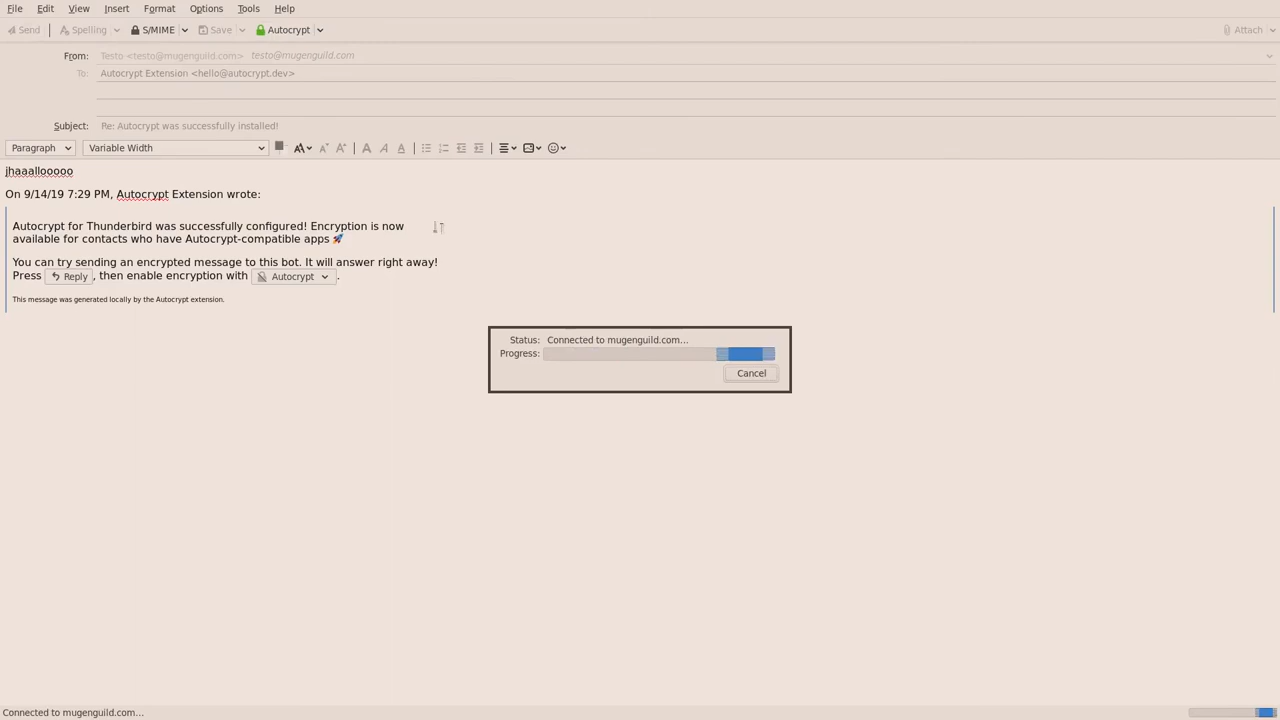 File Edit View Insert Format Options Tools Help
Send Spelling S/MIME Save Autocrypt Attach
From: Testo <testo@mugenguild.com> testo@mugenguild.com
To: Autocrypt Extension <hello@autocrypt.dev>
Subject: Re: Autocrypt was successfully installed!
Paragraph Variable Width
jhaaallooooo
On 9/14/19 7:29 PM, Autocrypt Extension wrote:
Autocrypt for Thunderbird was successfully configured! Encryption is now
available for contacts who have Autocrypt-compatible apps 🚀
You can try sending an encrypted message to this bot. It will answer right away!
Press Reply, then enable encryption with Autocrypt.
This message was generated locally by the Autocrypt extension.
Status: Connected to mugenguild.com...
Progress:
Cancel
Connected to mugenguild.com...